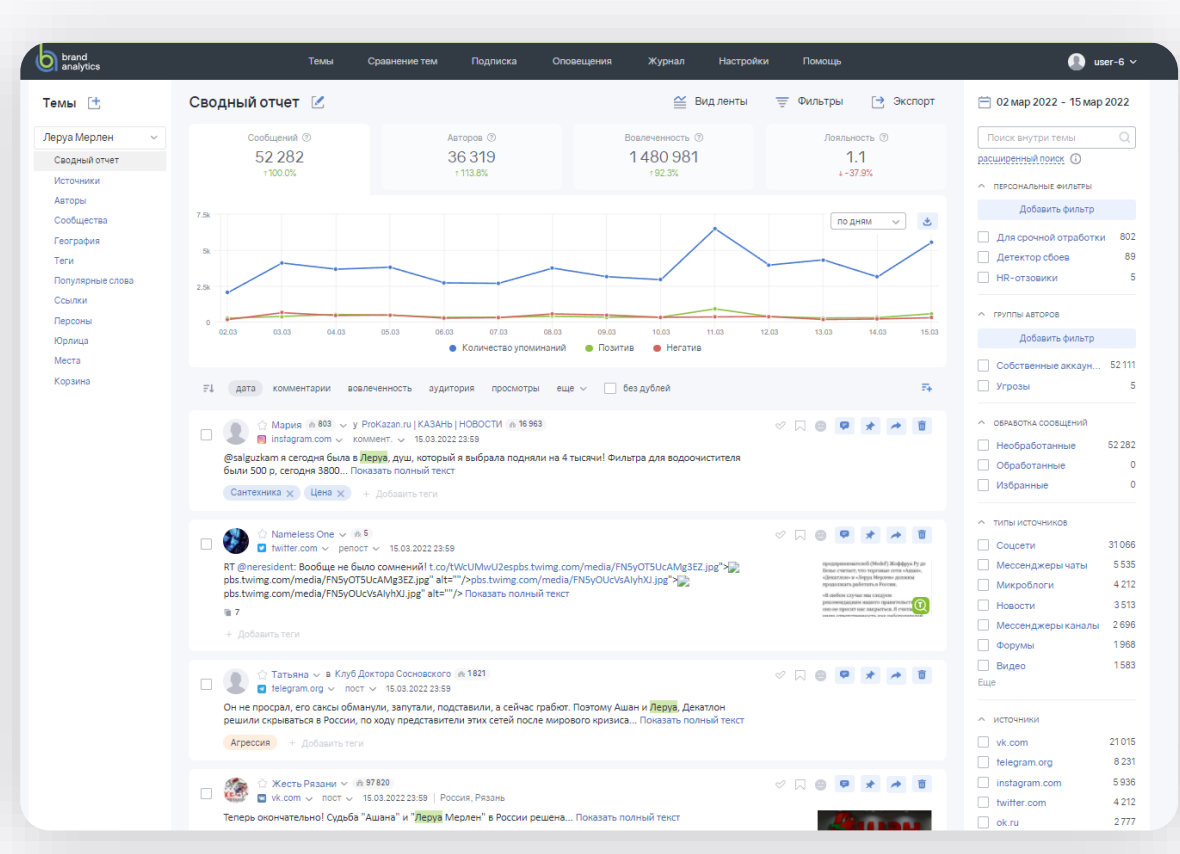 brand
analytics
Темы
Сравнение тем
Подписка
Оповещения
Журнал
Настройки
Помощь
user-6
Темы
Леруа Мерлен
Сводный отчет
Источники
Авторы
Сообщества
География
Теги
Популярные слова
Ссылки
Персоны
Юрлица
Места
Корзина
Сводный отчет
Вид ленты
Фильтры
Экспорт
Сообщений
52 282
↑100.0%
Авторов
36 319
↑113.8%
Вовлеченность
1 480 981
↑92.3%
Лояльность
1.1
↓-37.9%
по дням
7.5k
5k
2.5k
0
02.03 03.03 04.03 05.03 06.03 07.03 08.03 09.03 10.03 11.03 12.03 13.03 14.03 15.03
Количество упоминаний Позитив Негатив
дата комментарии вовлеченность аудитория просмотры еще без дублей
Мария 803 у ProKazan.ru | КАЗАНЬ | НОВОСТИ 16 963
instagram.com коммент. 15.03.2022 23:59
@salguzkam я сегодня была в Леруа, душ, который я выбрала подняли на 4 тысячи! Фильтра для водоочистителя
были 500 р, сегодня 3800... Показать полный текст
Сантехника Цена + Добавить теги
Nameless One 5
twitter.com репост 15.03.2022 23:59
RT @neresident: Вообще не было сомнений! t.co/tWcUMwU2espbs.twimg.com/media/FN5yOT5UcAMg3EZ.jpg">
pbs.twimg.com/media/FN5yOT5UcAMg3EZ.jpg" alt=""/>pbs.twimg.com/media/FN5yOUcVsAIyhXJ.jpg">
pbs.twimg.com/media/FN5yOUcVsAIyhXJ.jpg" alt=""/> Показать полный текст
7
+ Добавить теги
Татьяна в Клуб Доктора Сосновского 1 821
telegram.org пост 15.03.2022 23:59
Он не просрал, его саксы обманули, запутали, подставили, а сейчас грабют. Поэтому Ашан и Леруа, Декатлон
решили скрываться в России, по ходу представители этих сетей после мирового кризиса... Показать полный текст
Агрессия + Добавить теги
Жесть Рязани 97 820
vk.com пост 15.03.2022 23:59 | Россия, Рязань
Теперь окончательно! Судьба "Ашана" и "Леруа Мерлен" в России решена... Показать полный текст
02 мар 2022 - 15 мар 2022
Поиск внутри темы
расширенный поиск
ПЕРСОНАЛЬНЫЕ ФИЛЬТРЫ
Добавить фильтр
Для срочной отработки 802
Детектор сбоев 89
HR-отзовики 5
ГРУППЫ АВТОРОВ
Добавить фильтр
Собственные аккаун... 52 111
Угрозы 5
ОБРАБОТКА СООБЩЕНИЙ
Необработанные 52 282
Обработанные 0
Избранные 0
ТИПЫ ИСТОЧНИКОВ
Соцсети 31 066
Мессенджеры чаты 5 535
Микроблоги 4 212
Новости 3 513
Мессенджеры каналы 2 696
Форумы 1 968
Видео 1 583
Еще
ИСТОЧНИКИ
vk.com 21 015
telegram.org 8 231
instagram.com 5 936
twitter.com 4 212
ok.ru 2 777